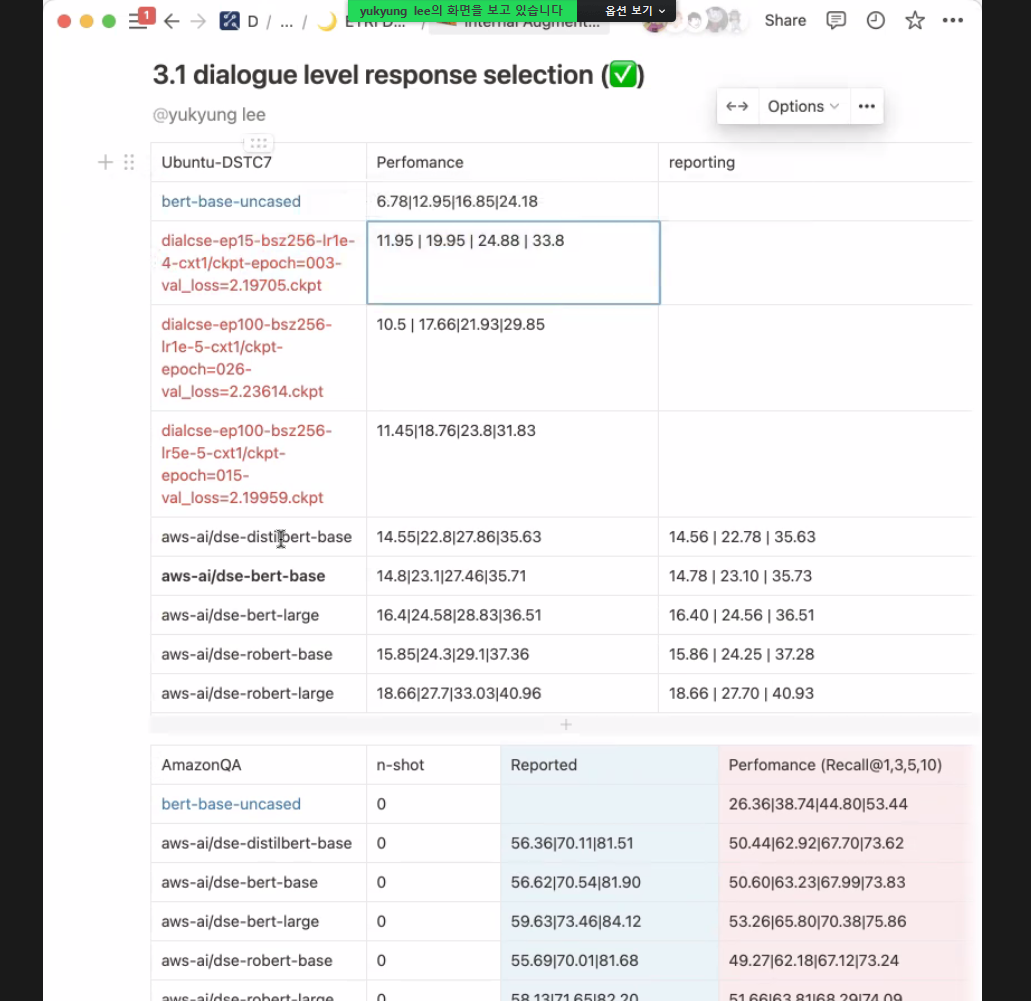 yukyung lee의 화면을 보고 있습니다 옵션 보기
1 D / ... / Internal Augment... Share
3.1 dialogue level response selection (✅)
@yukyung lee
Options
Ubuntu-DSTC7 Perfomance reporting
bert-base-uncased 6.78|12.95|16.85|24.18
dialcse-ep15-bsz256-lr1e- 11.95 | 19.95 | 24.88 | 33.8
4-cxt1/ckpt-epoch=003-
val_loss=2.19705.ckpt
dialcse-ep100-bsz256- 10.5 | 17.66|21.93|29.85
lr1e-5-cxt1/ckpt-
epoch=026-
val_loss=2.23614.ckpt
dialcse-ep100-bsz256- 11.45|18.76|23.8|31.83
lr5e-5-cxt1/ckpt-
epoch=015-
val_loss=2.19959.ckpt
aws-ai/dse-distilbert-base 14.55|22.8|27.86|35.63 14.56 | 22.78 | 35.63
aws-ai/dse-bert-base 14.8|23.1|27.46|35.71 14.78 | 23.10 | 35.73
aws-ai/dse-bert-large 16.4|24.58|28.83|36.51 16.40 | 24.56 | 36.51
aws-ai/dse-robert-base 15.85|24.3|29.1|37.36 15.86 | 24.25 | 37.28
aws-ai/dse-robert-large 18.66|27.7|33.03|40.96 18.66 | 27.70 | 40.93
AmazonQA n-shot Reported Perfomance (Recall@1,3,5,10)
bert-base-uncased 0 26.36|38.74|44.80|53.44
aws-ai/dse-distilbert-base 0 56.36|70.11|81.51 50.44|62.92|67.70|73.62
aws-ai/dse-bert-base 0 56.62|70.54|81.90 50.60|63.23|67.99|73.83
aws-ai/dse-bert-large 0 59.63|73.46|84.12 53.26|65.80|70.38|75.86
aws-ai/dse-robert-base 0 55.69|70.01|81.68 49.27|62.18|67.12|73.24
aws-ai/dse-robert-large 0 58.13|71.65|82.20 51.66|63.81|68.29|74.09